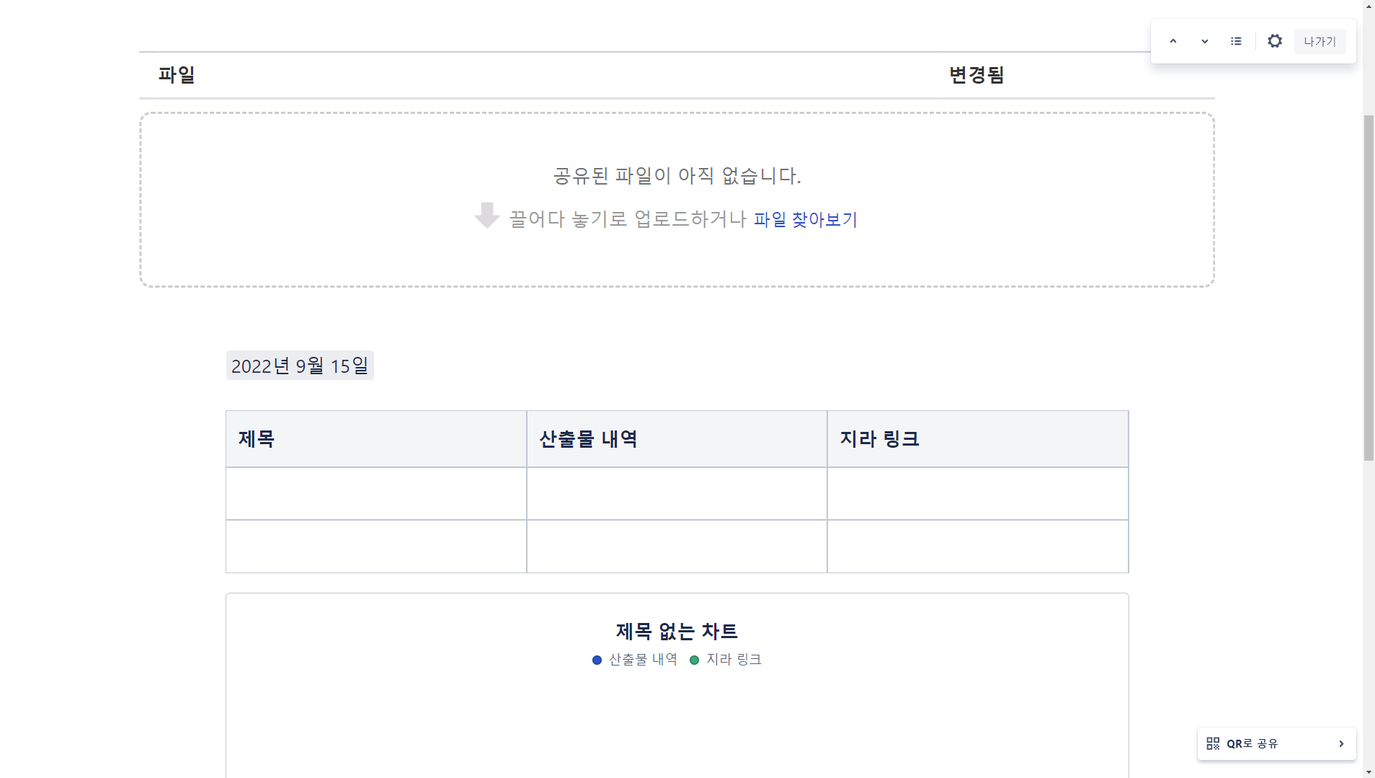 나가기
파일 변경됨
공유된 파일이 아직 없습니다.
끌어다 놓기로 업로드하거나 파일 찾아보기
2022년 9월 15일
제목 산출물 내역 지라 링크
제목 없는 차트
산출물 내역 지라 링크
QR로 공유